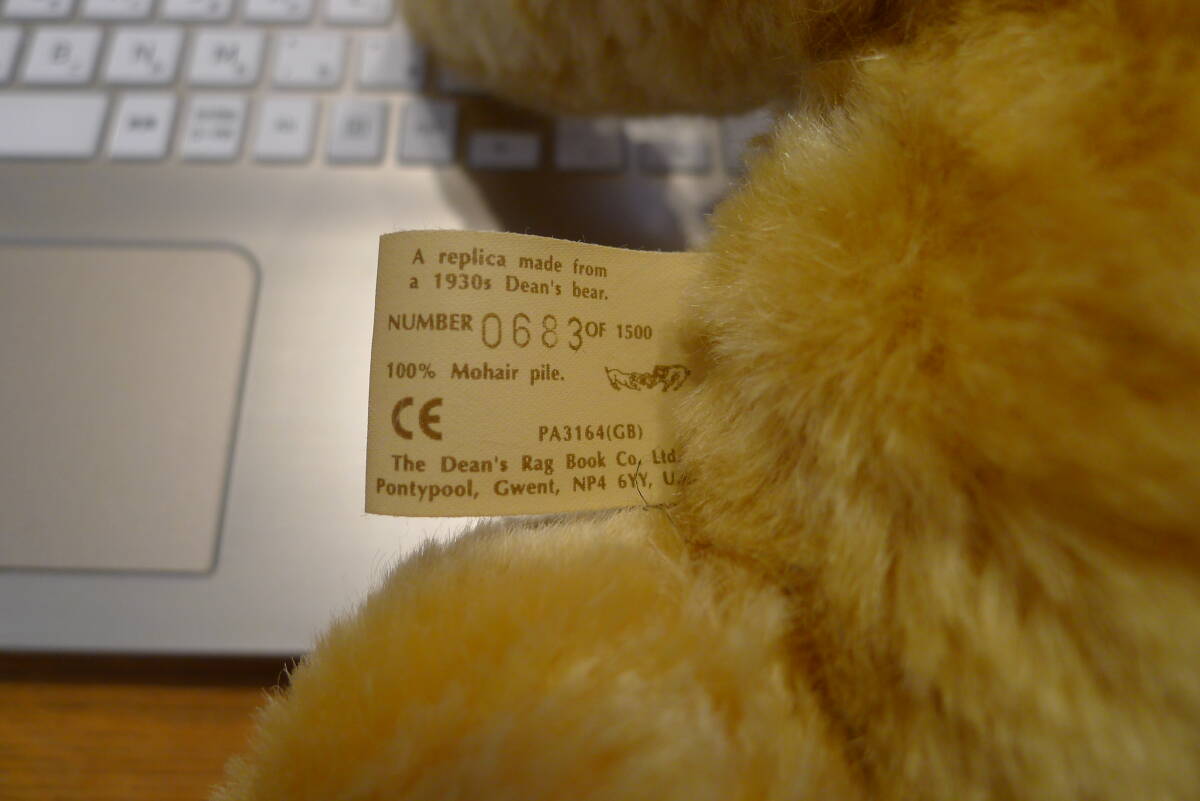 A replica made from
a 1930s Dean's bear.
NUMBER 0683 OF 1500
100% Mohair pile.
CE
PA3164(GB)
The Dean's Rag Book Co, Ltd.
Pontypool, Gwent, NP4 6YY, U.
B N M